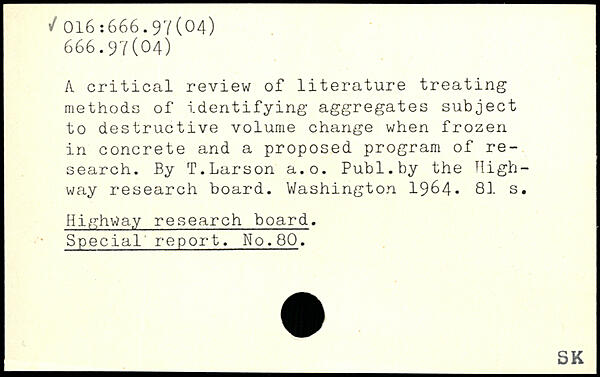 ✓ 016:666.97(04)
666.97(04)
A critical review of literature treating
methods of identifying aggregates subject
to destructive volume change when frozen
in concrete and a proposed program of re-
search. By T.Larson a.o. Publ.by the High-
way research board. Washington 1964. 81 s.
Highway research board.
Special report. No.80.
SK